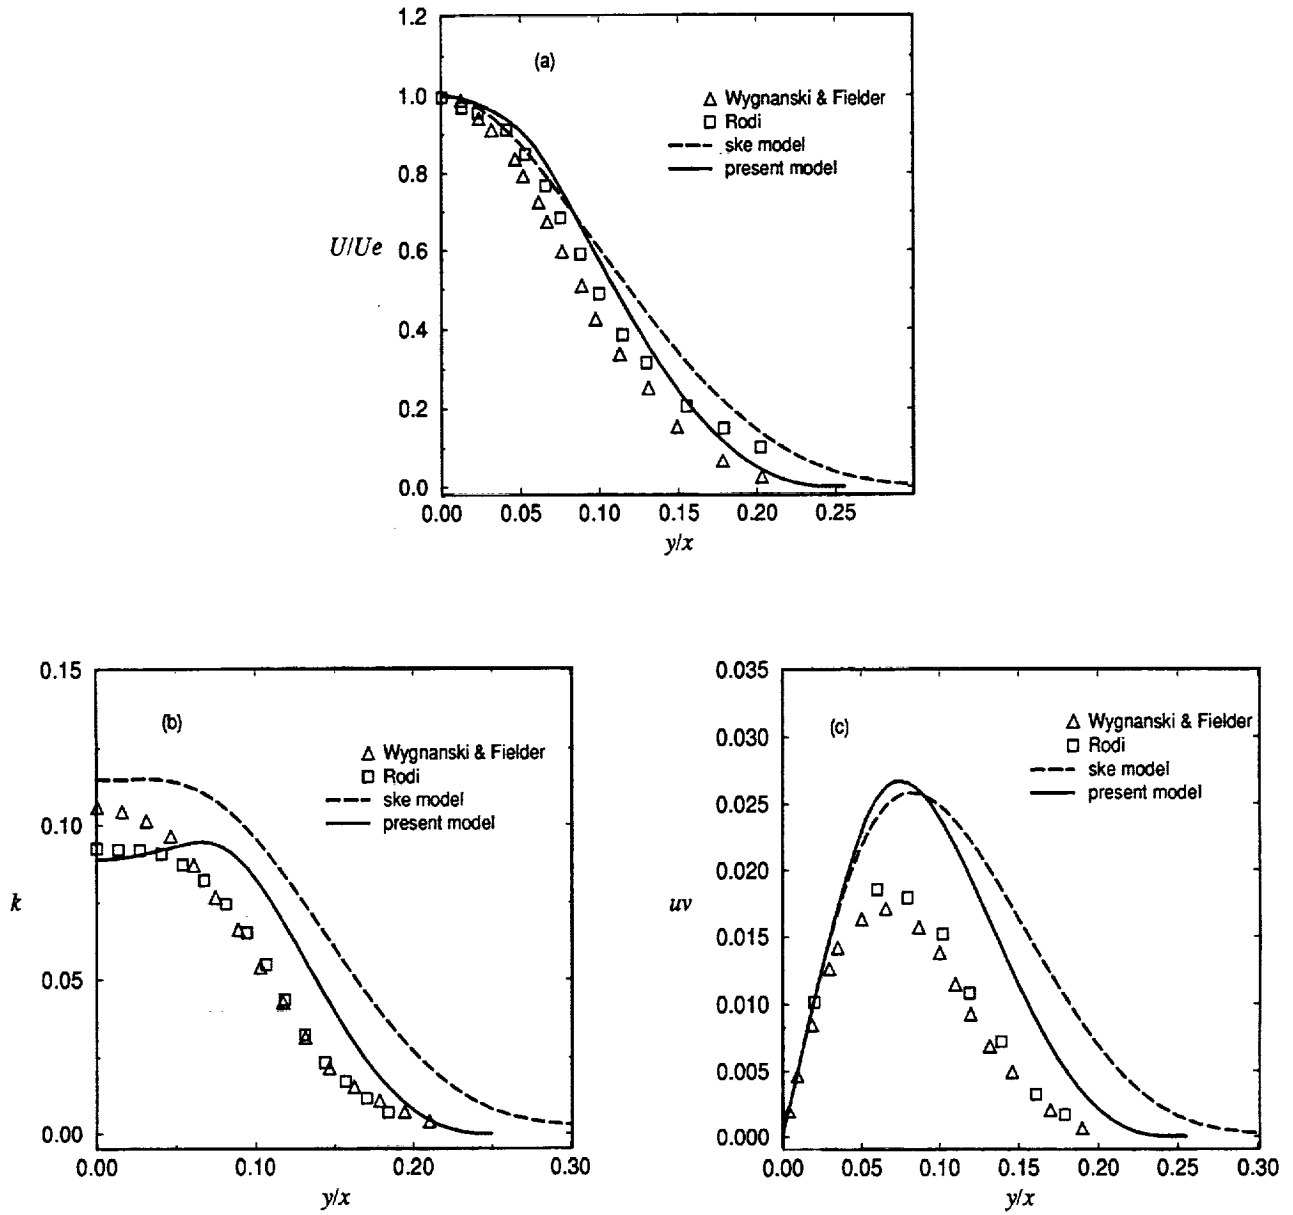 1.2
(a)
1.0
△ Wygnanski & Fielder
□ Rodi
ske model
present model
0.8
U/Ue 0.6
0.4
0.2
0.0
0.00 0.05 0.10 0.15 0.20 0.25
y/x
0.15
(b)
△ Wygnanski & Fielder
□ Rodi
ske model
present model
0.10
k
0.05
0.00
0.00 0.10 0.20 0.30
y/x
0.035
(c)
△ Wygnanski & Fielder
□ Rodi
ske model
present model
0.030
0.025
0.020
uv
0.015
0.010
0.005
0.000
0.00 0.05 0.10 0.15 0.20 0.25 0.30
y/x